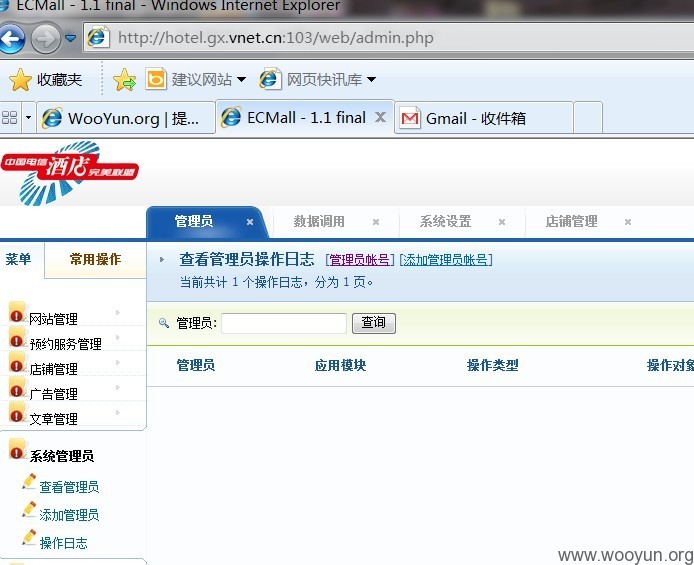 ECMall - 1.1 final - Windows Internet Explorer
http://hotel.gx.vnet.cn:103/web/admin.php
收藏夹 建议网站 网页快讯库
WooYun.org | 提... ECMall - 1.1 final X Gmail - 收件箱
中国电信 酒店 完美联盟
管理员 × 数据调用 × 系统设置 × 店铺管理 ×
菜单 常用操作
查看管理员操作日志 [管理员帐号] [添加管理员帐号]
当前共计 1 个操作日志，分为 1 页。
管理员: 查询
管理员 应用模块 操作类型 操作对象
网站管理
预约服务管理
店铺管理
广告管理
文章管理
系统管理员
查看管理员
添加管理员
操作日志
www.wooyun.org